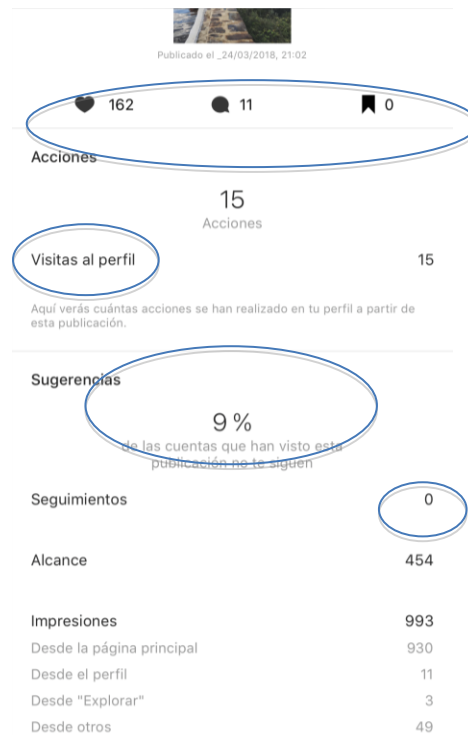 Publicado el _24/03/2018, 21:02
162 11 0
Acciones
15
Acciones
Visitas al perfil 15
Aquí verás cuántas acciones se han realizado en tu perfil a partir de
esta publicación.
Sugerencias
9 %
de las cuentas que han visto esta
publicación no te siguen
Seguimientos 0
Alcance 454
Impresiones 993
Desde la página principal 930
Desde el perfil 11
Desde "Explorar" 3
Desde otros 49